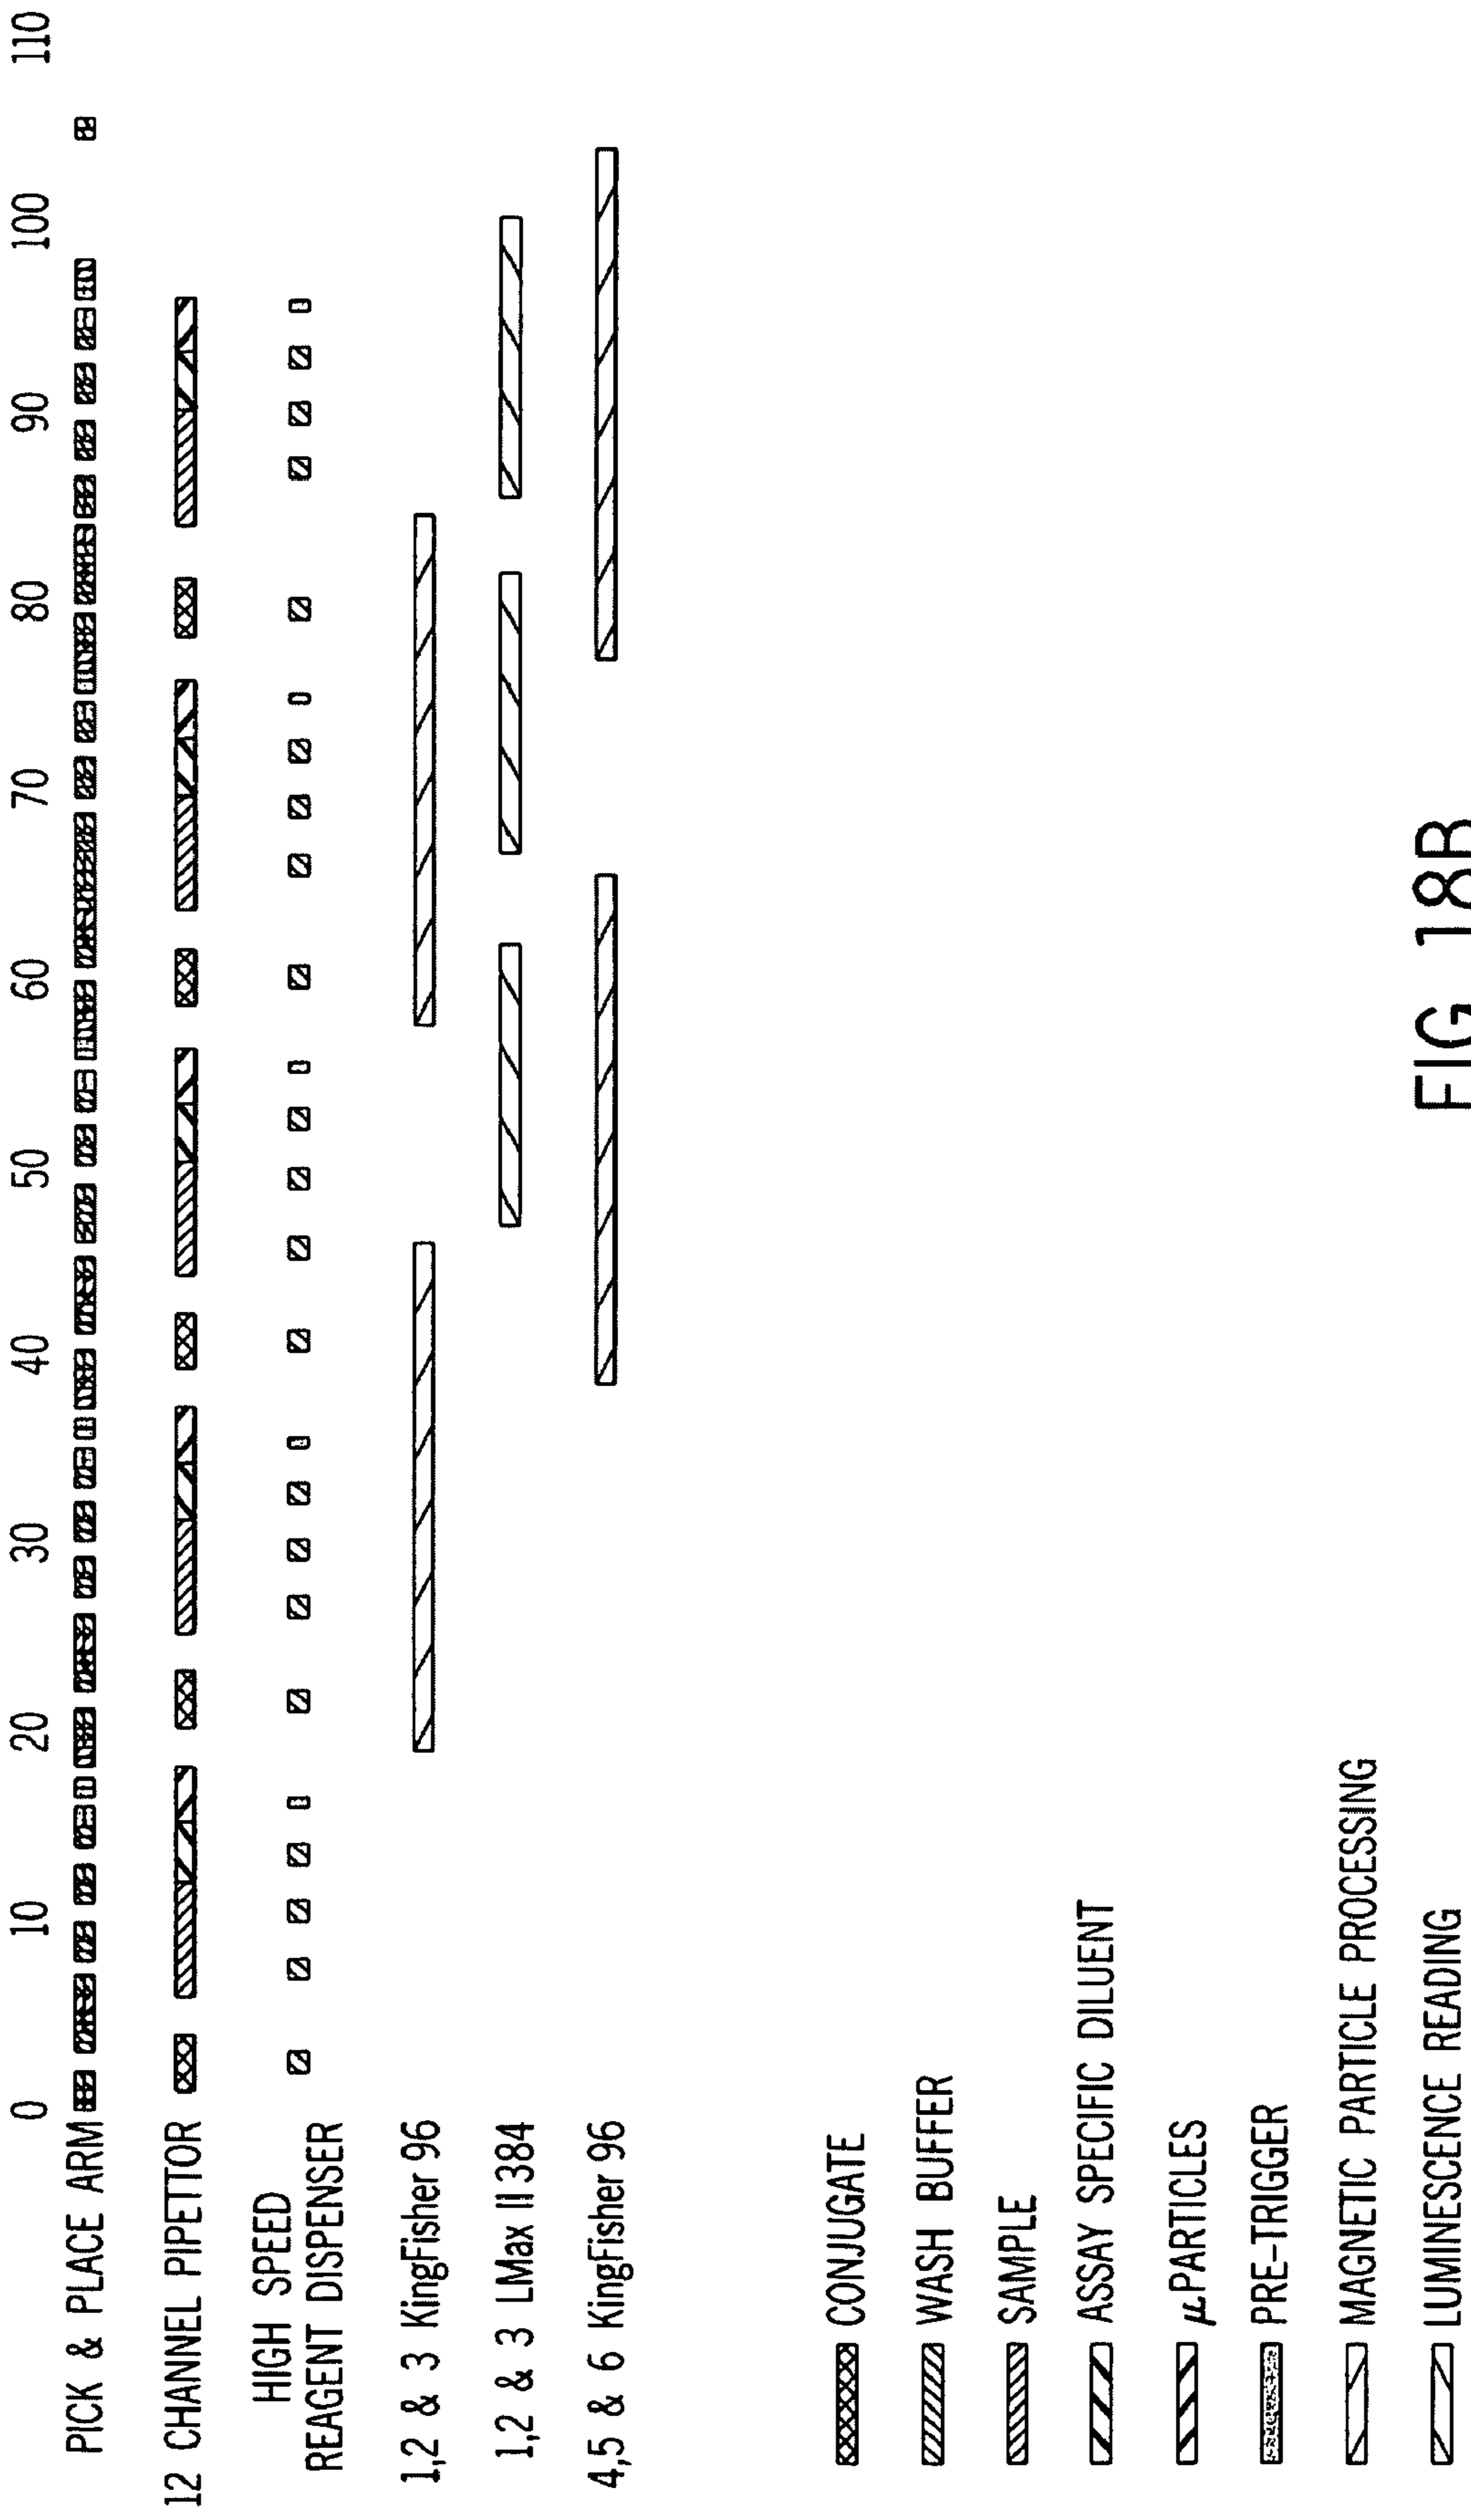 0 10 20 30 40 50 60 70 80 90 100 110
PICK & PLACE ARM
12 CHANNEL PIPETTOR
HIGH SPEED
REAGENT DISPENSER
1,2 & 3 KingFisher 96
1,2 & 3 LMax II 384
4,5 & 6 KingFisher 96
CONJUGATE
WASH BUFFER
SAMPLE
ASSAY SPECIFIC DILUENT
μPARTICLES
PRE-TRIGGER
MAGNETIC PARTICLE PROCESSING
LUMINESCENCE READING
FIG 18B